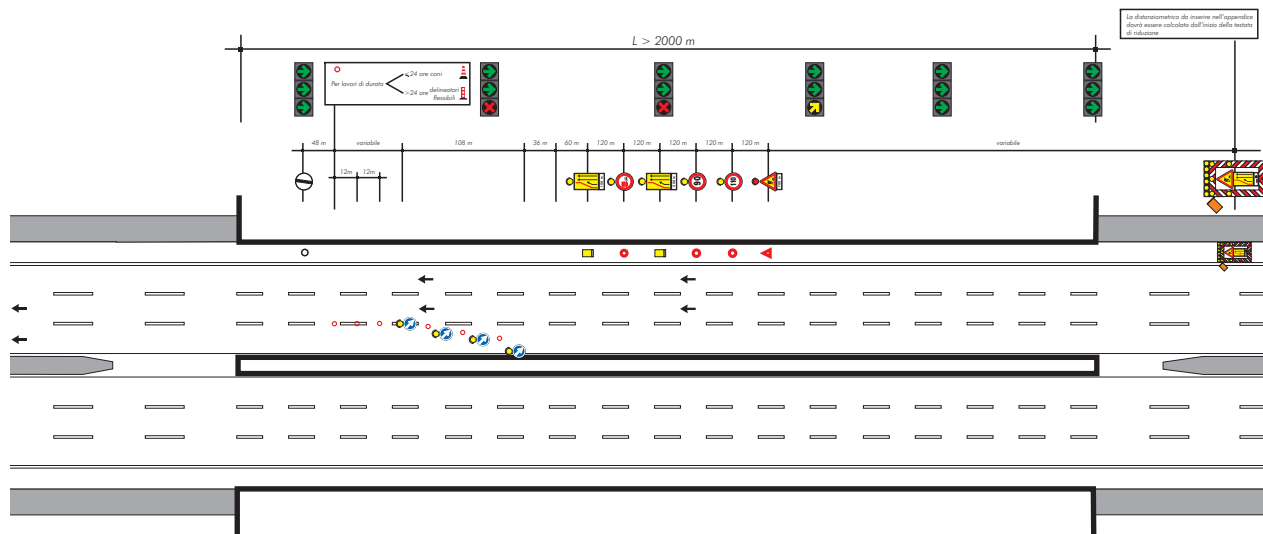 La distanziometrica da inserire nell'appendice
dovrà essere calcolata dall'inizio della testata
di riduzione
L > 2000 m
Per lavori di durata
<24 ore coni
>24 ore delineatori
flessibili
48 m
variabile
108 m
36 m
60 m
120 m
120 m
120 m
120 m
120 m
variabile
12m
12m
90
110